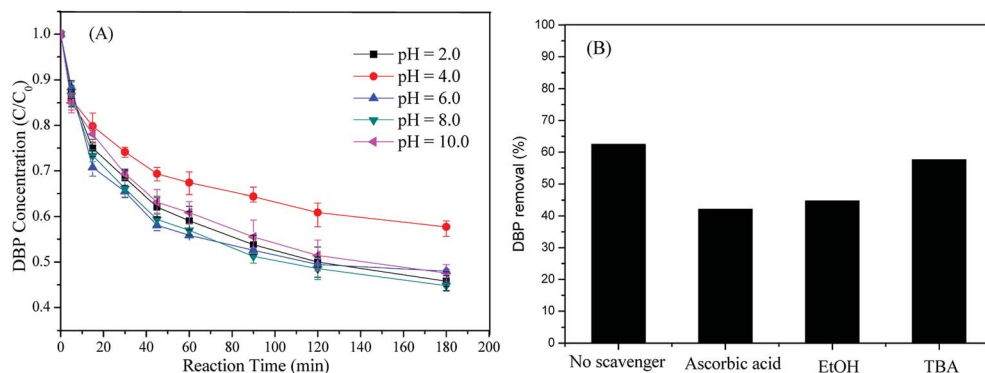 (A)
pH = 2.0
pH = 4.0
pH = 6.0
pH = 8.0
pH = 10.0
DBP Concentration (C/C0)
1.0
0.9
0.8
0.7
0.6
0.5
0.4
0 20 40 60 80 100 120 140 160 180 200
Reaction Time (min)
(B)
DBP removal (%)
100
90
80
70
60
50
40
30
20
10
0
No scavenger Ascorbic acid EtOH TBA